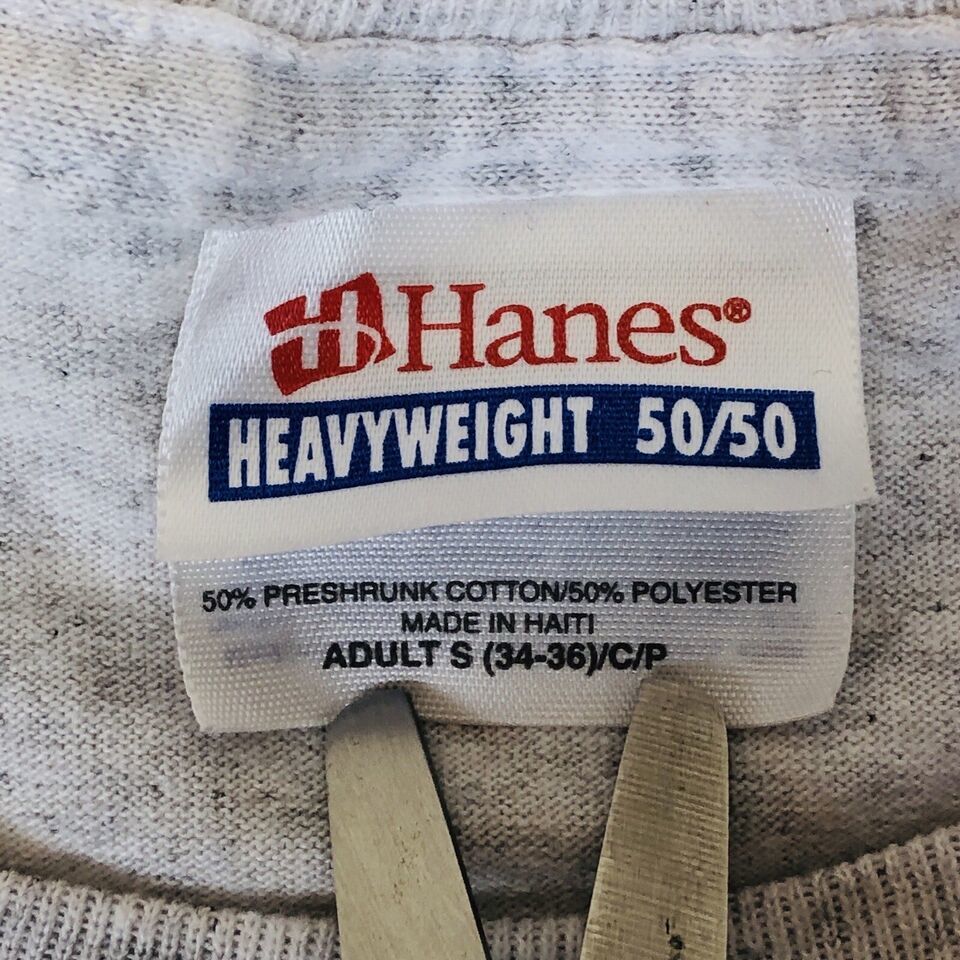 Hanes®
HEAVYWEIGHT 50/50
50% PRESHRUNK COTTON/50% POLYESTER
MADE IN HAITI
ADULT S (34-36)/C/P